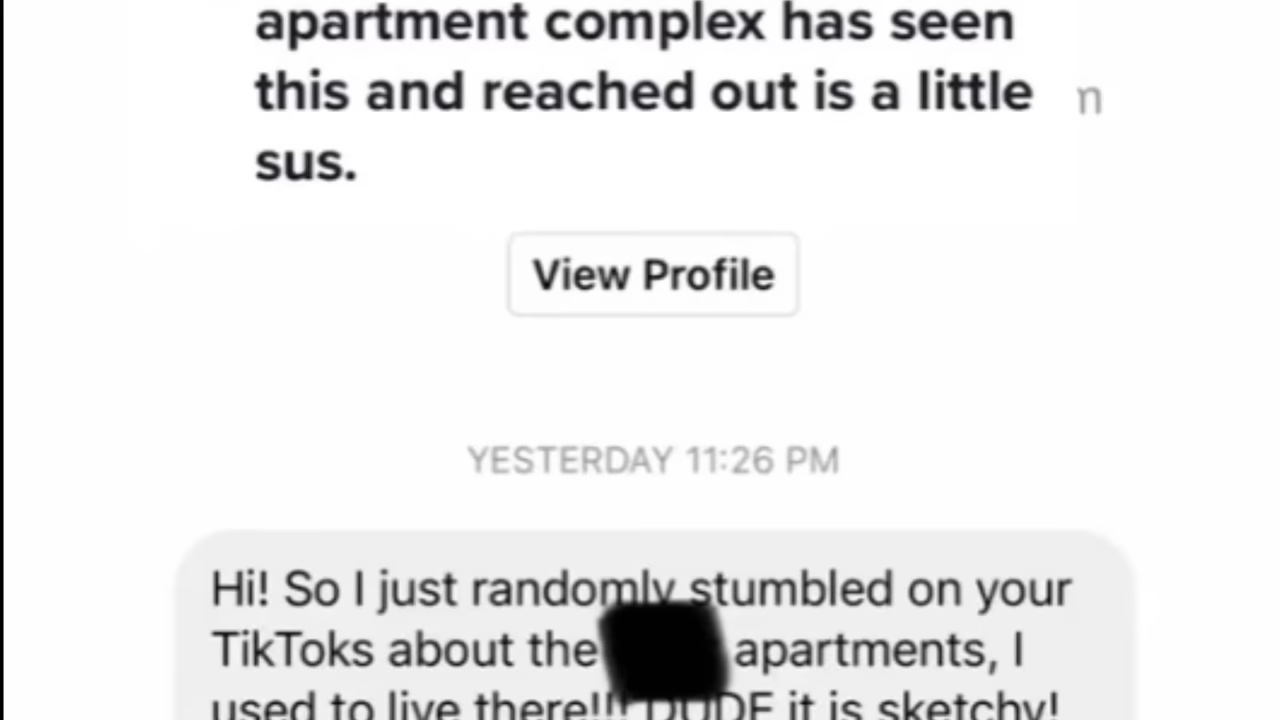 apartment complex has seen
this and reached out is a little
n
sus.
View Profile
YESTERDAY 11:26 PM
Hi! So I just randomly stumbled on your
TikToks about the apartments, I
used to live there!!! DUDE it is sketchy!